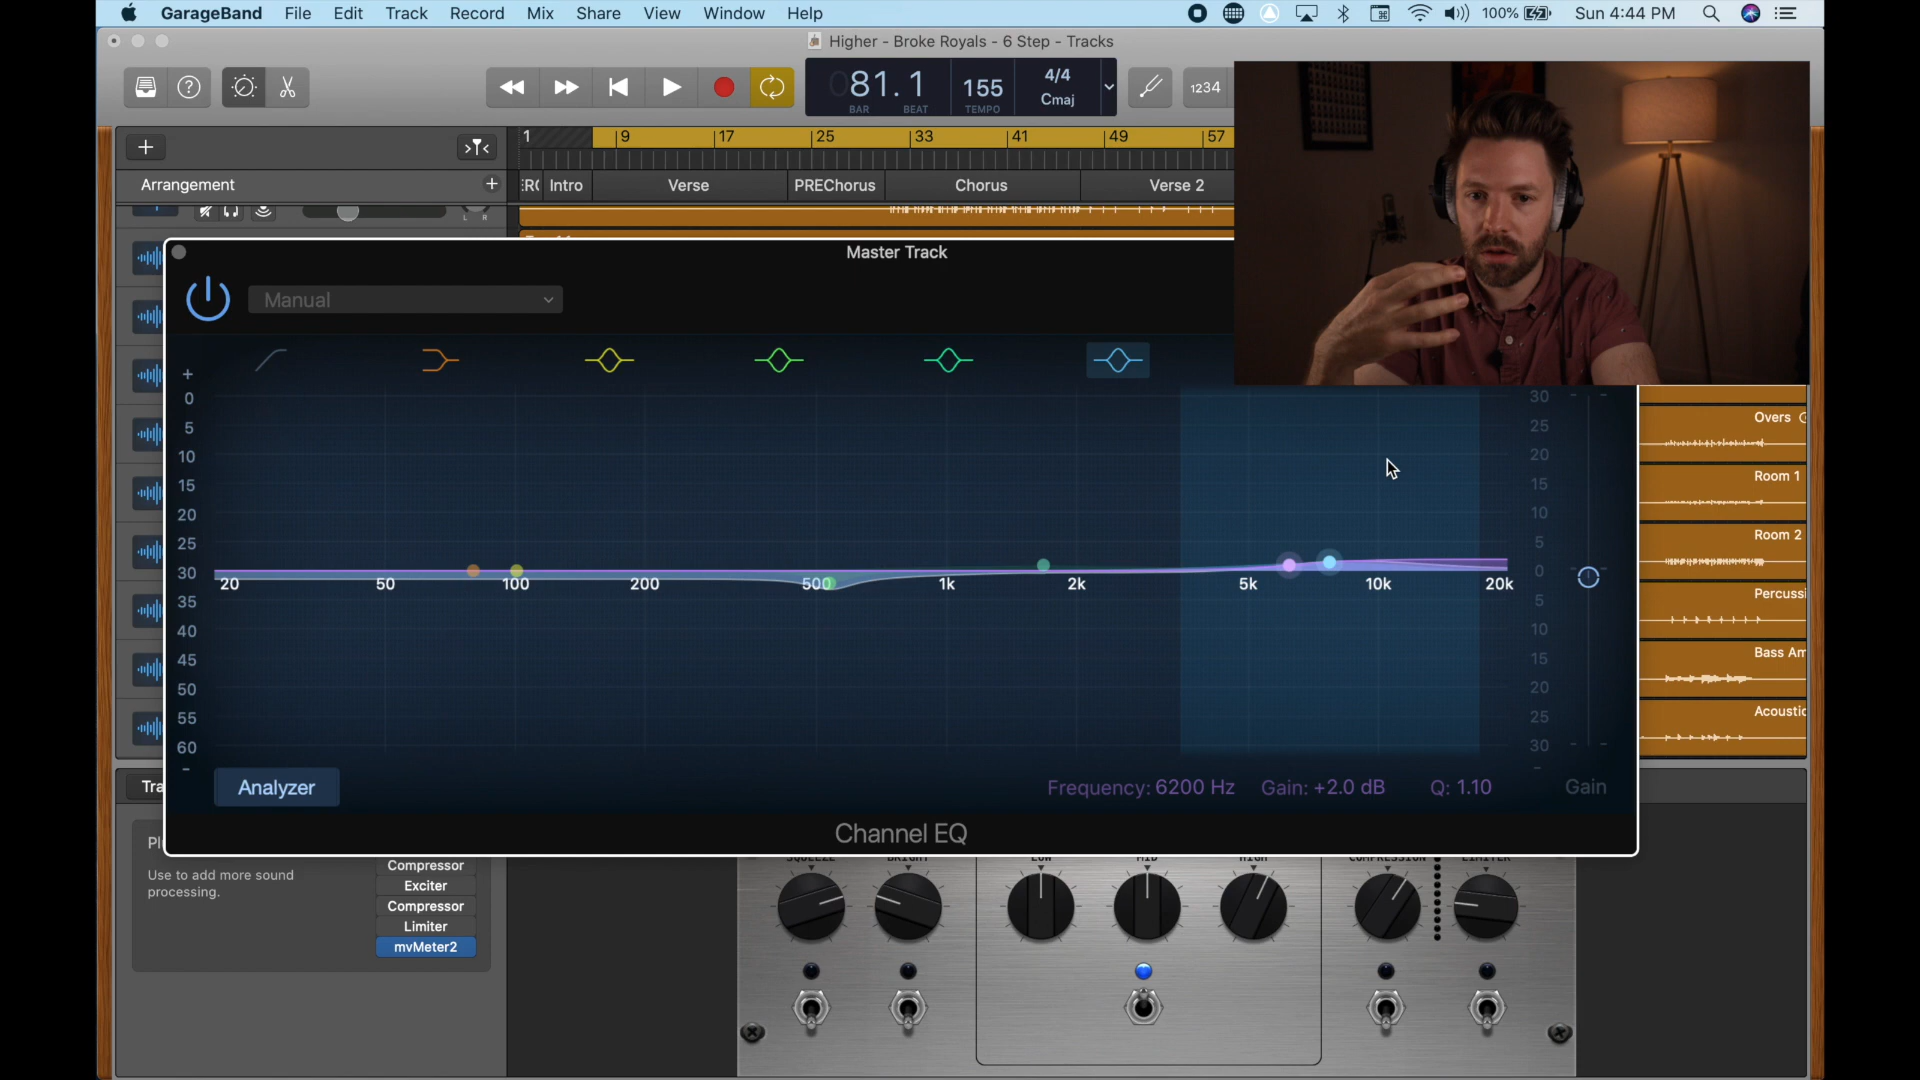 GarageBand File Edit Track Record Mix Share View Window Help
100% Sun 4:44 PM
Higher - Broke Royals - 6 Step - Tracks
81.1 155 4/4
Cmaj
BAR BEAT TEMPO
1234
1 9 17 25 33 41 49 57
Arrangement
Intro Verse PREChorus Chorus Verse 2
L R
Master Track
Manual
+
0
5
10
15
20
25
30
35
40
45
50
55
60
-
20 50 100 200 500 1k 2k 5k 10k 20k
30
25
20
15
10
5
0
5
10
15
20
25
30
Overs
Room 1
Room 2
Percussi
Bass Am
Acoustic
Analyzer
Frequency: 6200 Hz Gain: +2.0 dB Q: 1.10 Gain
Channel EQ
Tra
Use to add more sound
processing.
Compressor
Exciter
Compressor
Limiter
mvMeter2